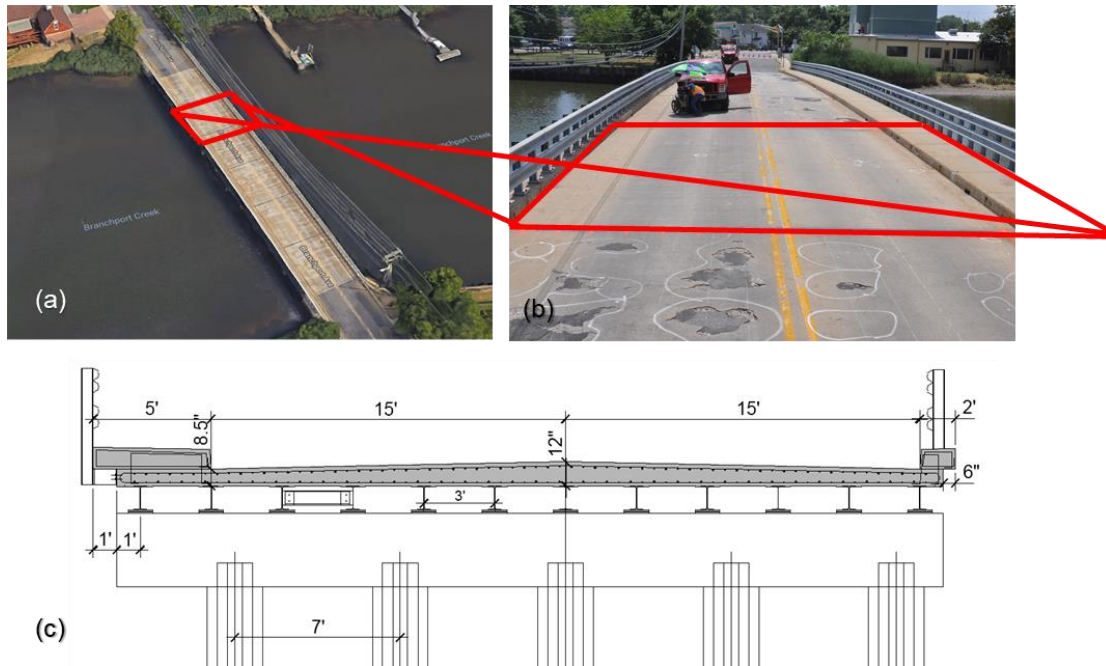 Branchport Creek
Branchport Creek
(a)
(b)
5'
15'
15'
2'
8.5"
12"
6"
3'
1'
1'
7'
(c)